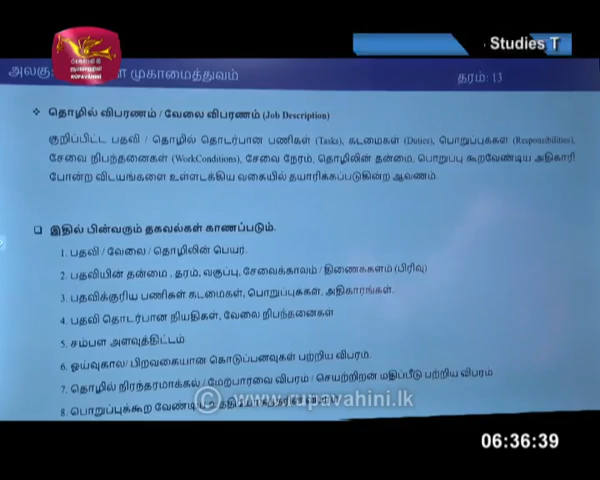 Studies T
RUPAVAHINI
அலகு: முகாமைத்துவம்
தரம்: 13
❖ தொழில் விபரணம் / வேலை விபரணம் (Job Description)
குறிப்பிட்ட பதவி / தொழில் தொடர்பான பணிகள் (Tasks), கடமைகள் (Duties), பொறுப்புக்கள் (Responsibilities),
சேவை நிபந்தனைகள் (WorkConditions), சேவை நேரம், தொழிலின் தன்மை, பொறுப்பு கூறவேண்டிய அதிகாரி
போன்ற விடயங்களை உள்ளடக்கிய வகையில் தயாரிக்கப்படுகின்ற ஆவணம்.
❑ இதில் பின்வரும் தகவல்கள் காணப்படும்.
1. பதவி / வேலை / தொழிலின் பெயர்.
2. பதவியின் தன்மை , தரம், வகுப்பு, சேவைக்காலம் / திணைக்களம் (பிரிவு)
3. பதவிக்குரிய பணிகள் கடமைகள், பொறுப்புக்கள், அதிகாரங்கள்.
4. பதவி தொடர்பான நியதிகள், வேலை நிபந்தனைகள்
5. சம்பள அளவுத்திட்டம்
6. ஓய்வுகால/ பிறவகையான கொடுப்பனவுகள் பற்றிய விபரம்.
7. தொழில் நிரந்தரமாக்கல் / மேற்பார்வை விபரம் / செயற்றிறன் மதிப்பீடு பற்றிய விபரம்
8. பொறுப்புக்கூற வேண்டிய
© www.rupavahini.lk
06:36:39